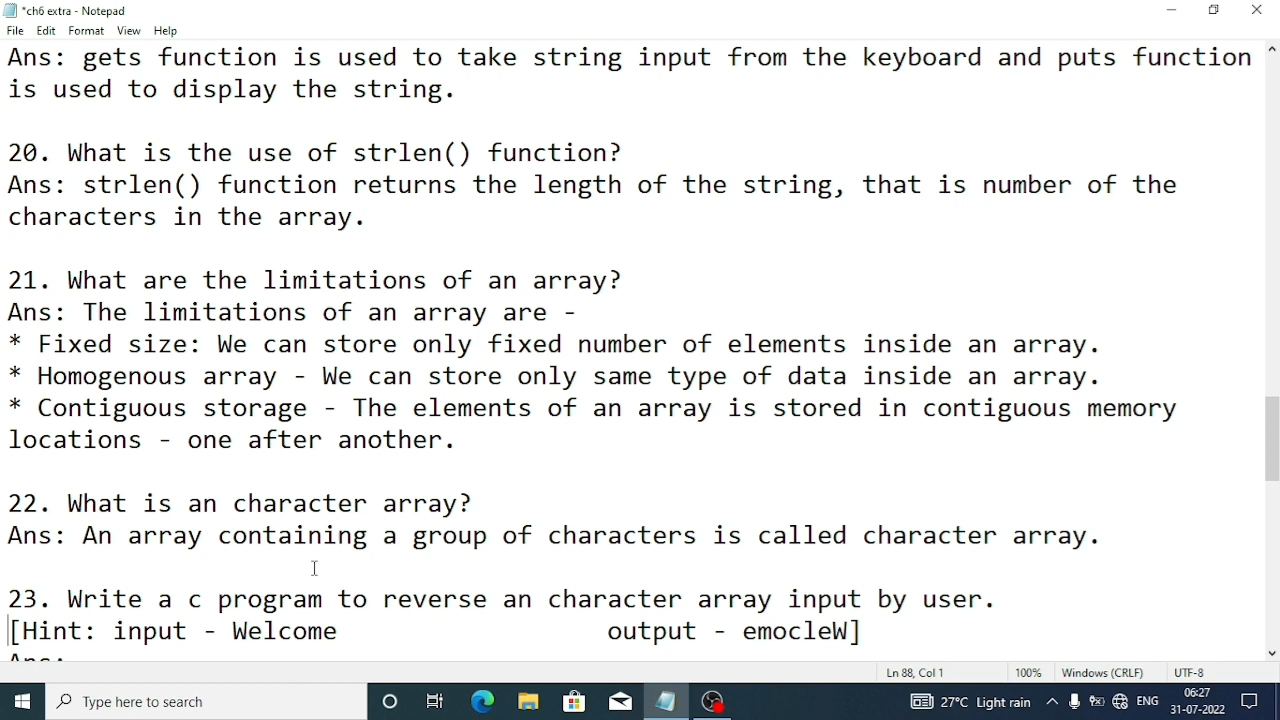 *ch6 extra - Notepad
File Edit Format View Help
Ans: gets function is used to take string input from the keyboard and puts function
is used to display the string.
20. What is the use of strlen() function?
Ans: strlen() function returns the length of the string, that is number of the
characters in the array.
21. What are the limitations of an array?
Ans: The limitations of an array are -
* Fixed size: We can store only fixed number of elements inside an array.
* Homogenous array - We can store only same type of data inside an array.
* Contiguous storage - The elements of an array is stored in contiguous memory
locations - one after another.
22. What is an character array?
Ans: An array containing a group of characters is called character array.
23. Write a c program to reverse an character array input by user.
[Hint: input - Welcome output - emocleW]
Ans:
Ln 88, Col 1 100% Windows (CRLF) UTF-8
Type here to search 27°C Light rain ENG 06:27
31-07-2022